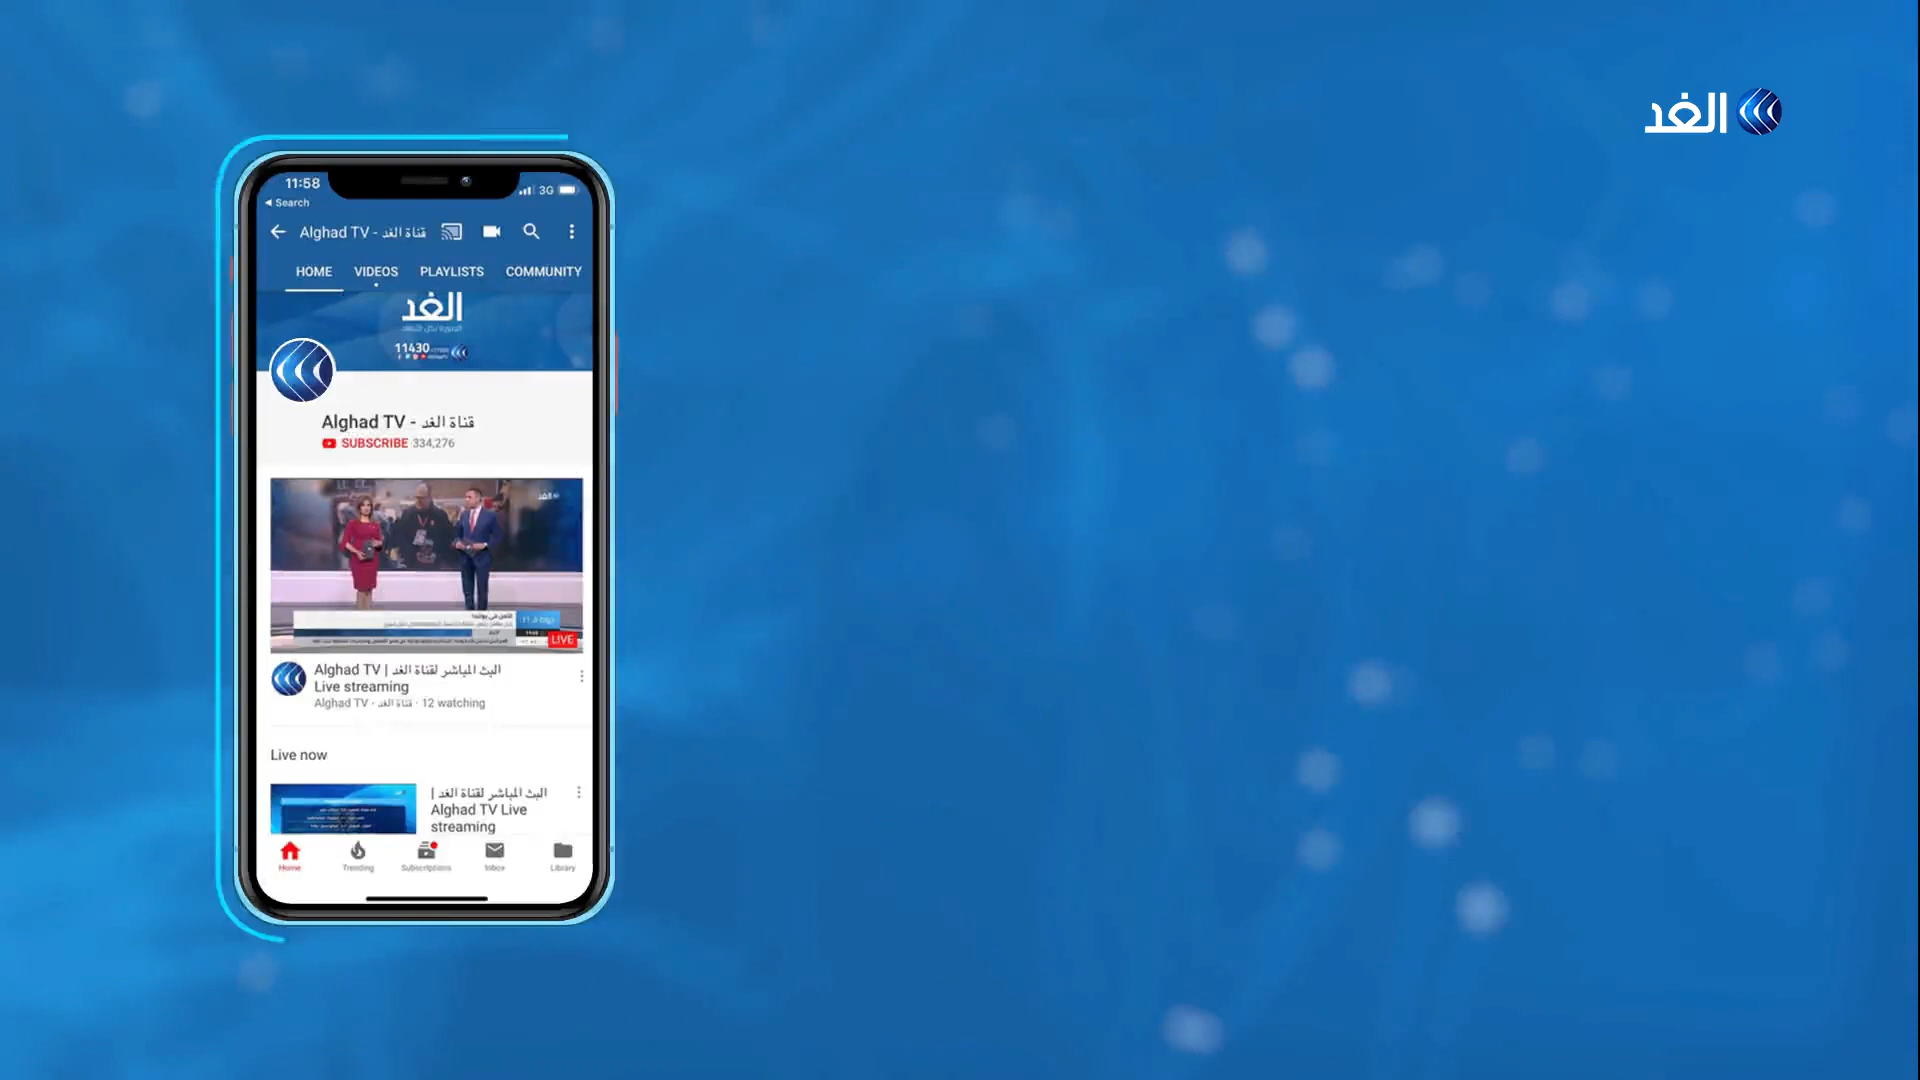 الغد
11:58
3G
Search
Alghad TV - قناة الغد
HOME VIDEOS PLAYLISTS COMMUNITY
الغد
11430
Alghad TV - قناة الغد
SUBSCRIBE 334,276
الغد
LIVE
Alghad TV | البث المباشر لقناة الغد
Live streaming
Alghad TV - قناة الغد · 12 watching
Live now
البث المباشر لقناة الغد |
Alghad TV Live
streaming
Home Trending Subscriptions Inbox Library